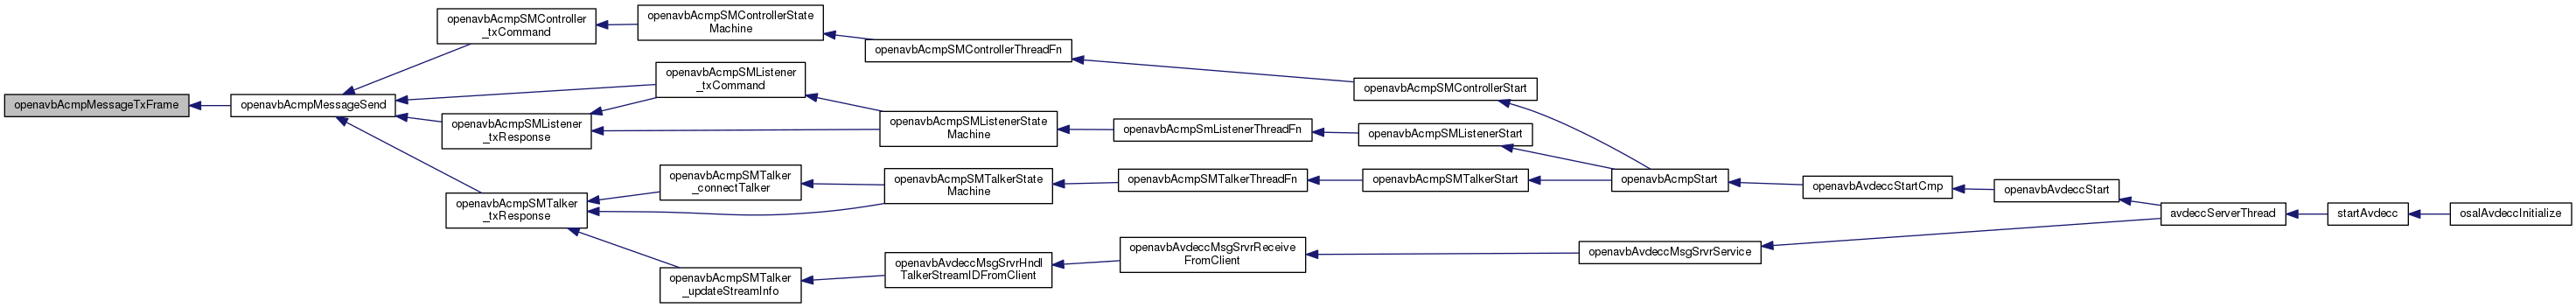 openavbAcmpMessageTxFrame
openavbAcmpMessageSend
openavbAcmpSMController
_txCommand
openavbAcmpSMControllerState
Machine
openavbAcmpSMControllerThreadFn
openavbAcmpSMControllerStart
openavbAcmpSMListener
_txCommand
openavbAcmpSMListener
_txResponse
openavbAcmpSMListenerState
Machine
openavbAcmpSmListenerThreadFn
openavbAcmpSMListenerStart
openavbAcmpSMTalker
_txResponse
openavbAcmpSMTalker
_connectTalker
openavbAcmpSMTalkerState
Machine
openavbAcmpSMTalkerThreadFn
openavbAcmpSMTalkerStart
openavbAcmpStart
openavbAvdeccStartCmp
openavbAvdeccStart
avdeccServerThread
startAvdecc
osalAvdeccInitialize
openavbAcmpSMTalker
_updateStreamInfo
openavbAvdeccMsgSrvrHndl
TalkerStreamIDFromClient
openavbAvdeccMsgSrvrReceive
FromClient
openavbAvdeccMsgSrvrService